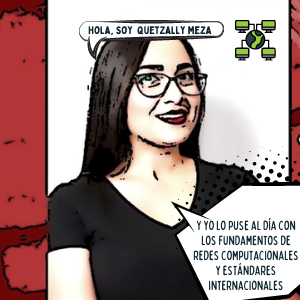 HOLA, SOY QUETZALLY MEZA
Y YO LO PUSE AL DÍA CON
LOS FUNDAMENTOS DE
REDES COMPUTACIONALES
Y ESTÁNDARES
INTERNACIONALES